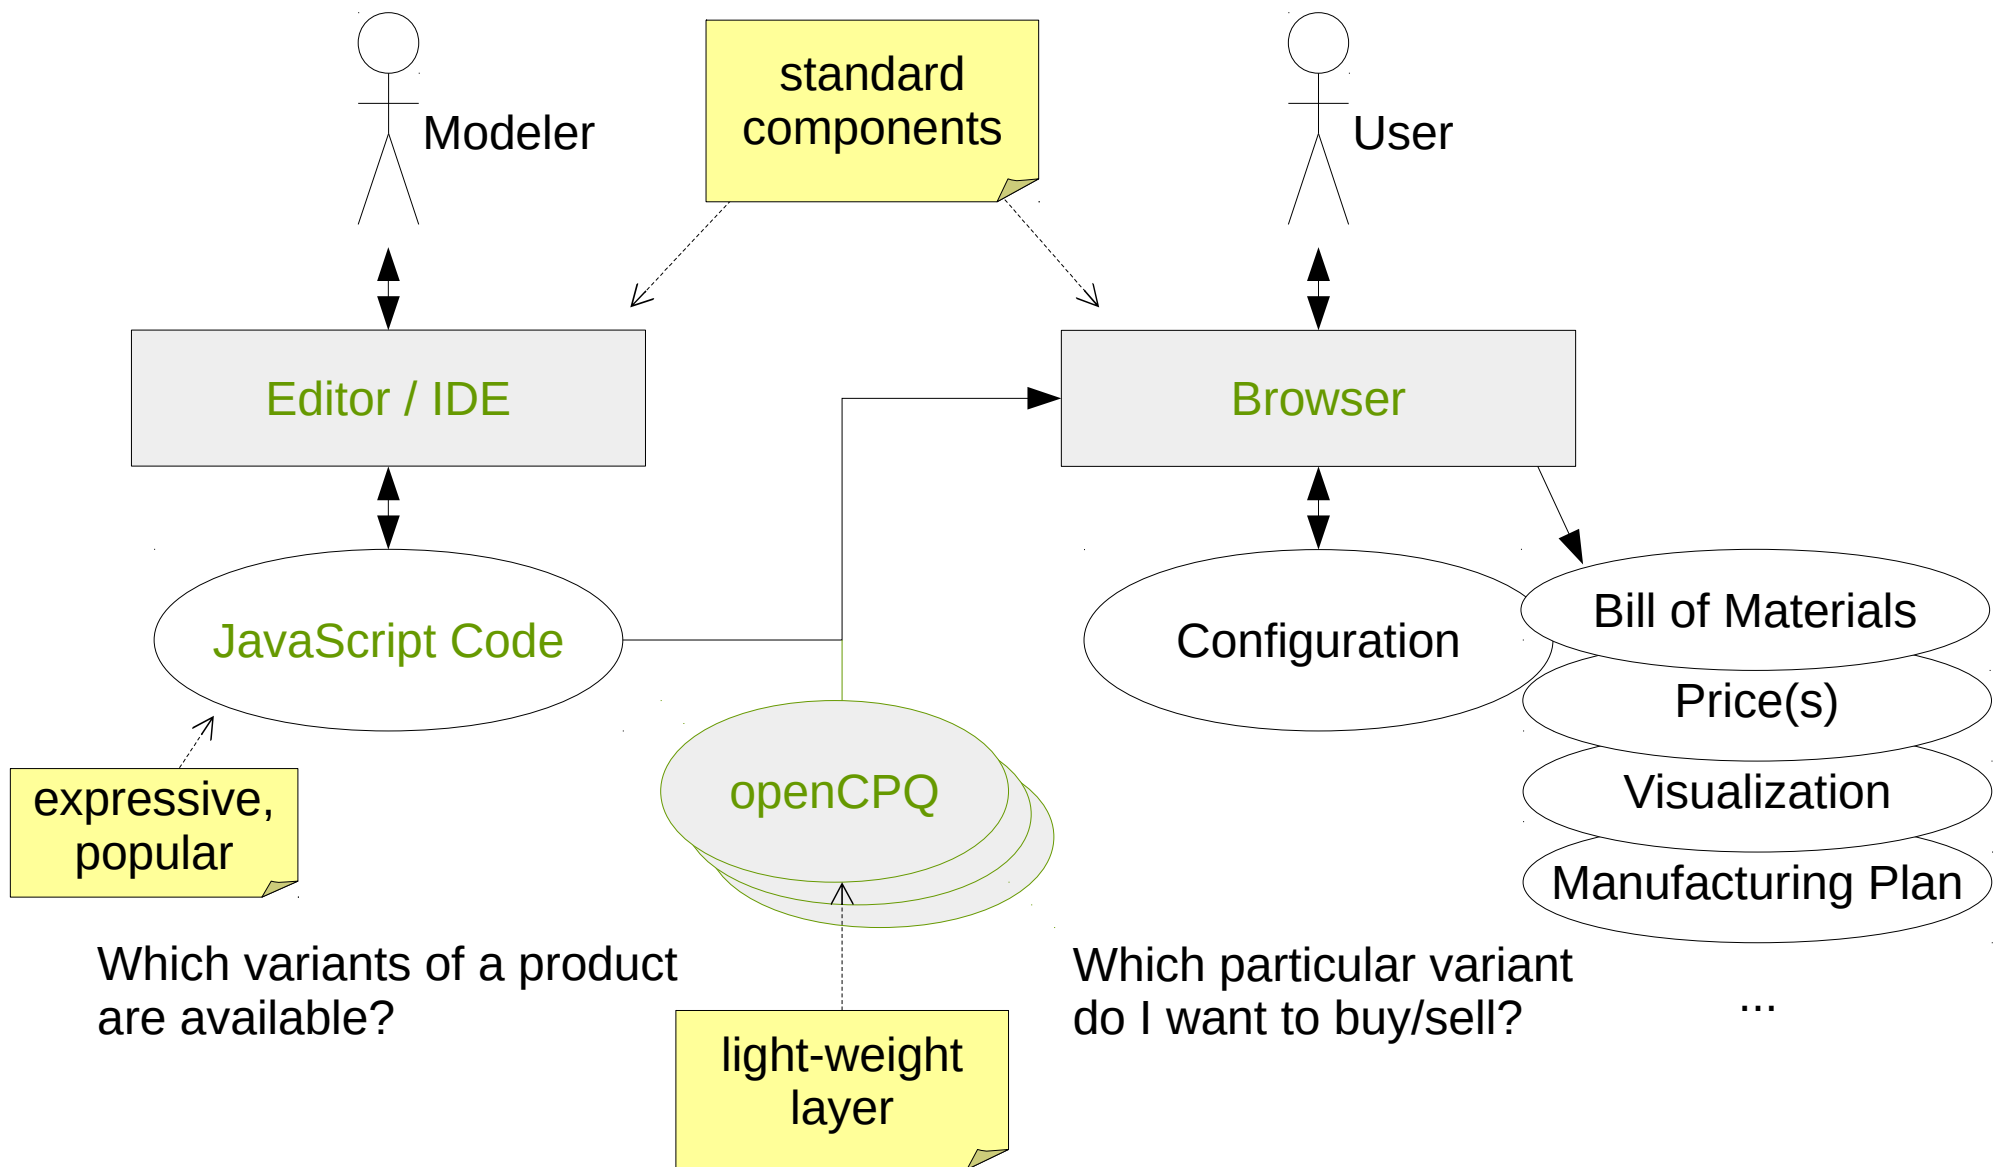 standard
components
Modeler
User
Editor / IDE
Browser
JavaScript Code
Configuration
Bill of Materials
Price(s)
Visualization
Manufacturing Plan
...
openCPQ
expressive,
popular
Which variants of a product
are available?
Which particular variant
do I want to buy/sell?
light-weight
layer